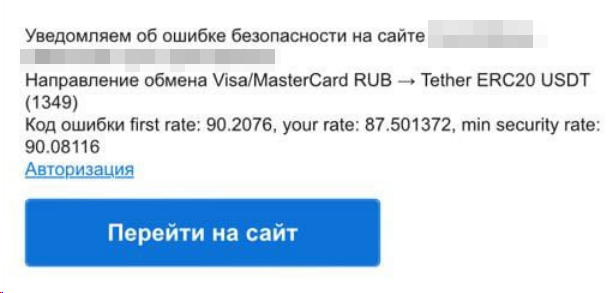 Уведомляем об ошибке безопасности на сайте
Направление обмена Visa/MasterCard RUB → Tether ERC20 USDT
(1349)
Код ошибки first rate: 90.2076, your rate: 87.501372, min security rate:
90.08116
Авторизация
Перейти на сайт